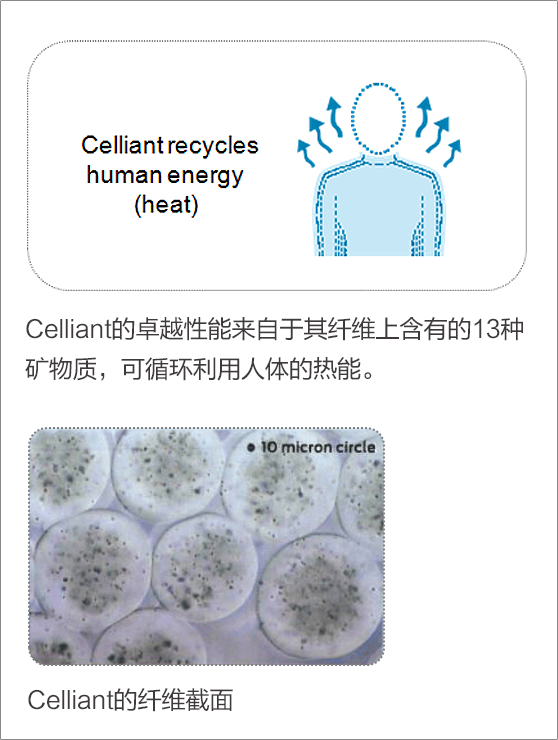 Celliant recycles
human energy
(heat)
Celliant的卓越性能来自于其纤维上含有的13种
矿物质，可循环利用人体的热能。
● 10 micron circle
Celliant的纤维截面